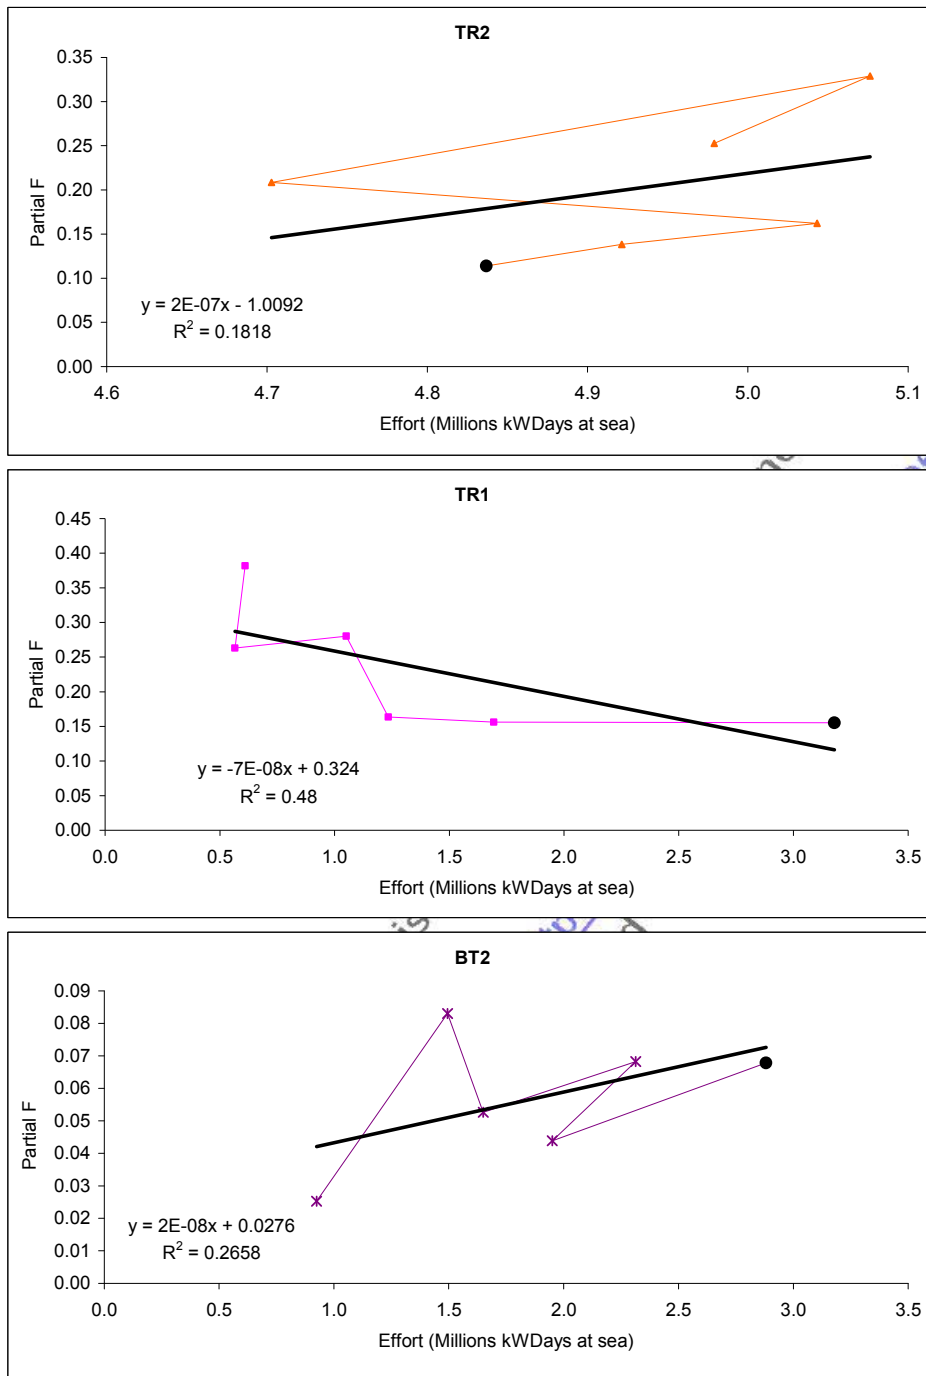 TR2
0.35
0.30
0.25
0.20
0.15
0.10
0.05
0.00
Partial F
y = 2E-07x - 1.0092
R² = 0.1818
4.6 4.7 4.8 4.9 5.0 5.1
Effort (Millions kWDays at sea)
TR1
0.45
0.40
0.35
0.30
0.25
0.20
0.15
0.10
0.05
0.00
Partial F
y = -7E-08x + 0.324
R² = 0.48
0.0 0.5 1.0 1.5 2.0 2.5 3.0 3.5
Effort (Millions kWDays at sea)
BT2
0.09
0.08
0.07
0.06
0.05
0.04
0.03
0.02
0.01
0.00
Partial F
y = 2E-08x + 0.0276
R² = 0.2658
0.0 0.5 1.0 1.5 2.0 2.5 3.0 3.5
Effort (Millions kWDays at sea)